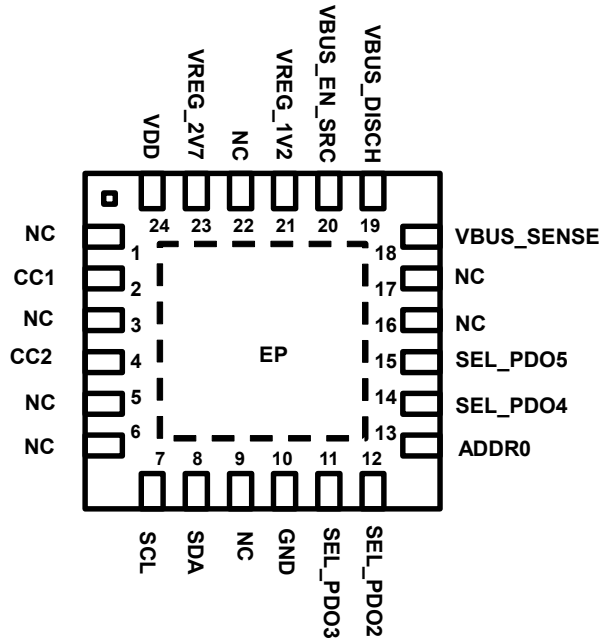 VDD
VREG_2V7
NC
VREG_1V2
VBUS_EN_SRC
VBUS_DISCH
24
23
22
21
20
19
NC
1
CC1
2
NC
3
CC2
4
NC
5
NC
6
EP
18
VBUS_SENSE
17
NC
16
NC
15
SEL_PDO5
14
SEL_PDO4
13
ADDR0
7
8
9
10
11
12
SCL
SDA
NC
GND
SEL_PDO3
SEL_PDO2